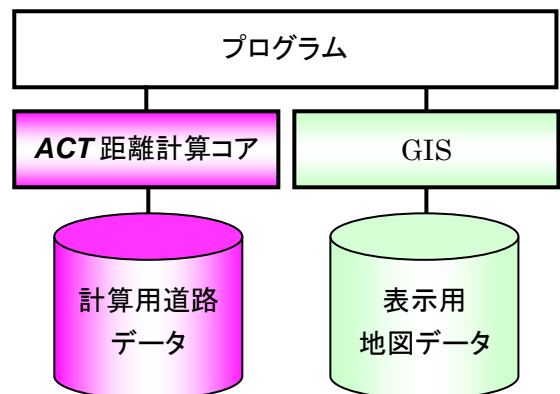 プログラム
ACT 距離計算コア
GIS
計算用道路
データ
表示用
地図データ